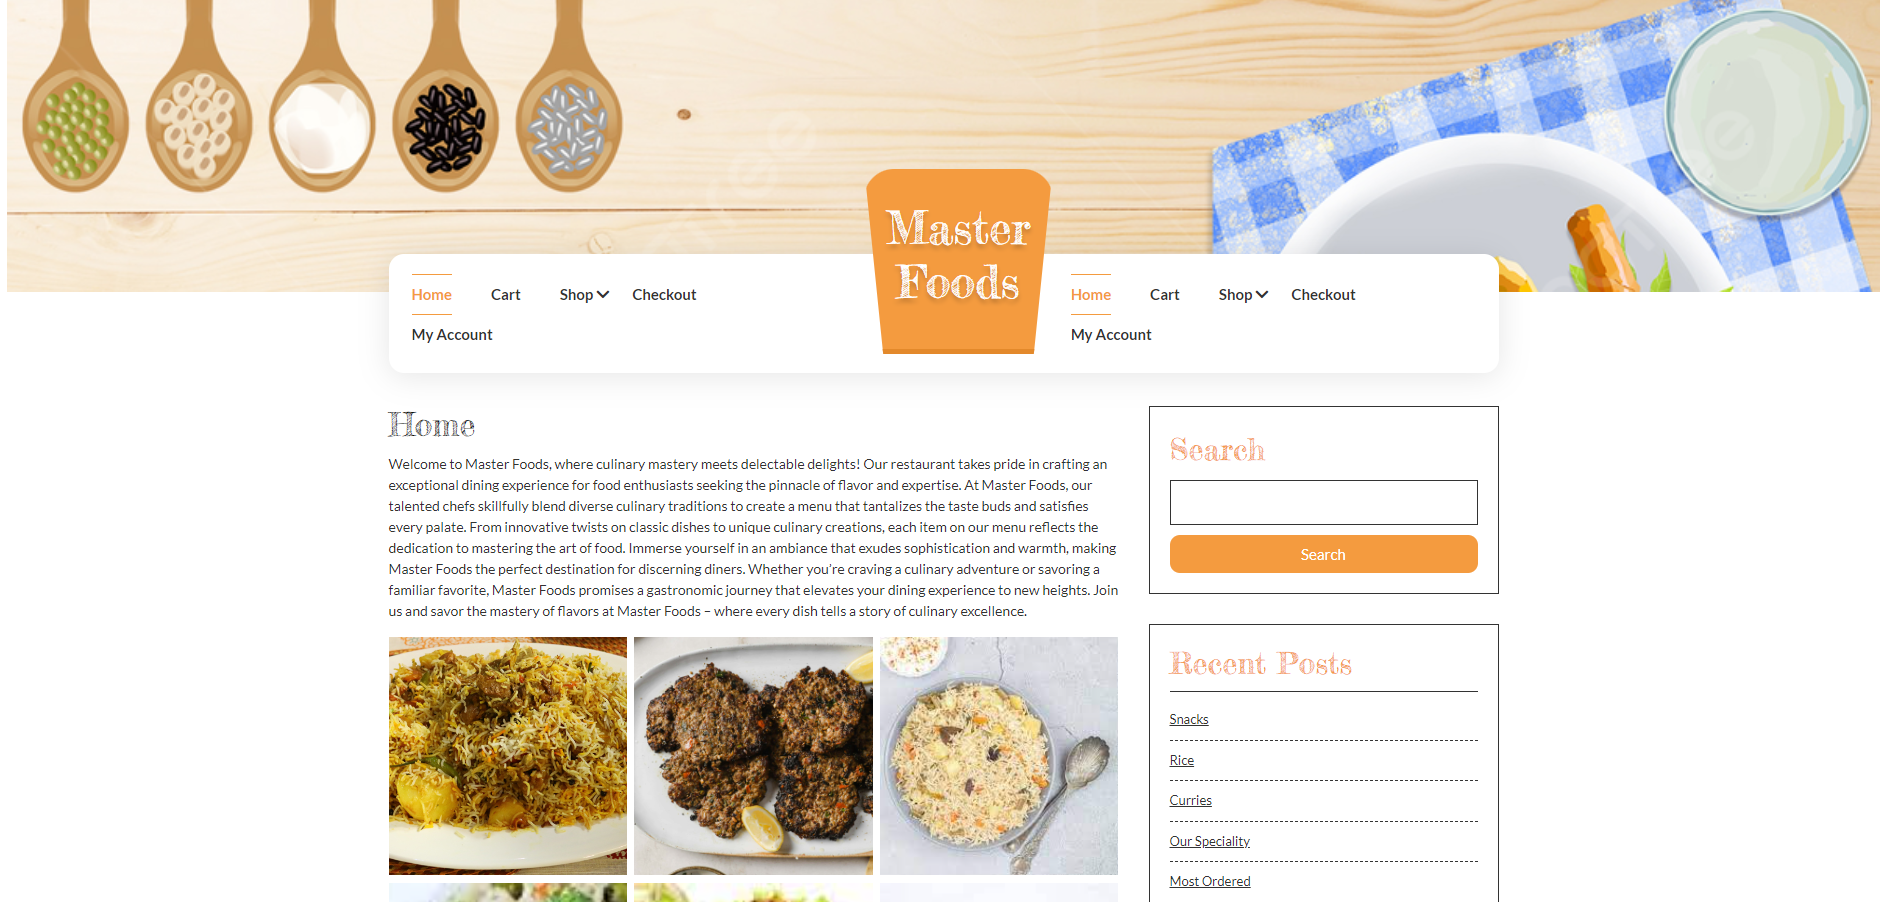 Master
Foods
Home Cart Shop Checkout
My Account
Home Cart Shop Checkout
My Account
Home
Welcome to Master Foods, where culinary mastery meets delectable delights! Our restaurant takes pride in crafting an
exceptional dining experience for food enthusiasts seeking the pinnacle of flavor and expertise. At Master Foods, our
talented chefs skillfully blend diverse culinary traditions to create a menu that tantalizes the taste buds and satisfies
every palate. From innovative twists on classic dishes to unique culinary creations, each item on our menu reflects the
dedication to mastering the art of food. Immerse yourself in an ambiance that exudes sophistication and warmth, making
Master Foods the perfect destination for discerning diners. Whether you’re craving a culinary adventure or savoring a
familiar favorite, Master Foods promises a gastronomic journey that elevates your dining experience to new heights. Join
us and savor the mastery of flavors at Master Foods – where every dish tells a story of culinary excellence.
Search
Search
Recent Posts
Snacks
Rice
Curries
Our Speciality
Most Ordered